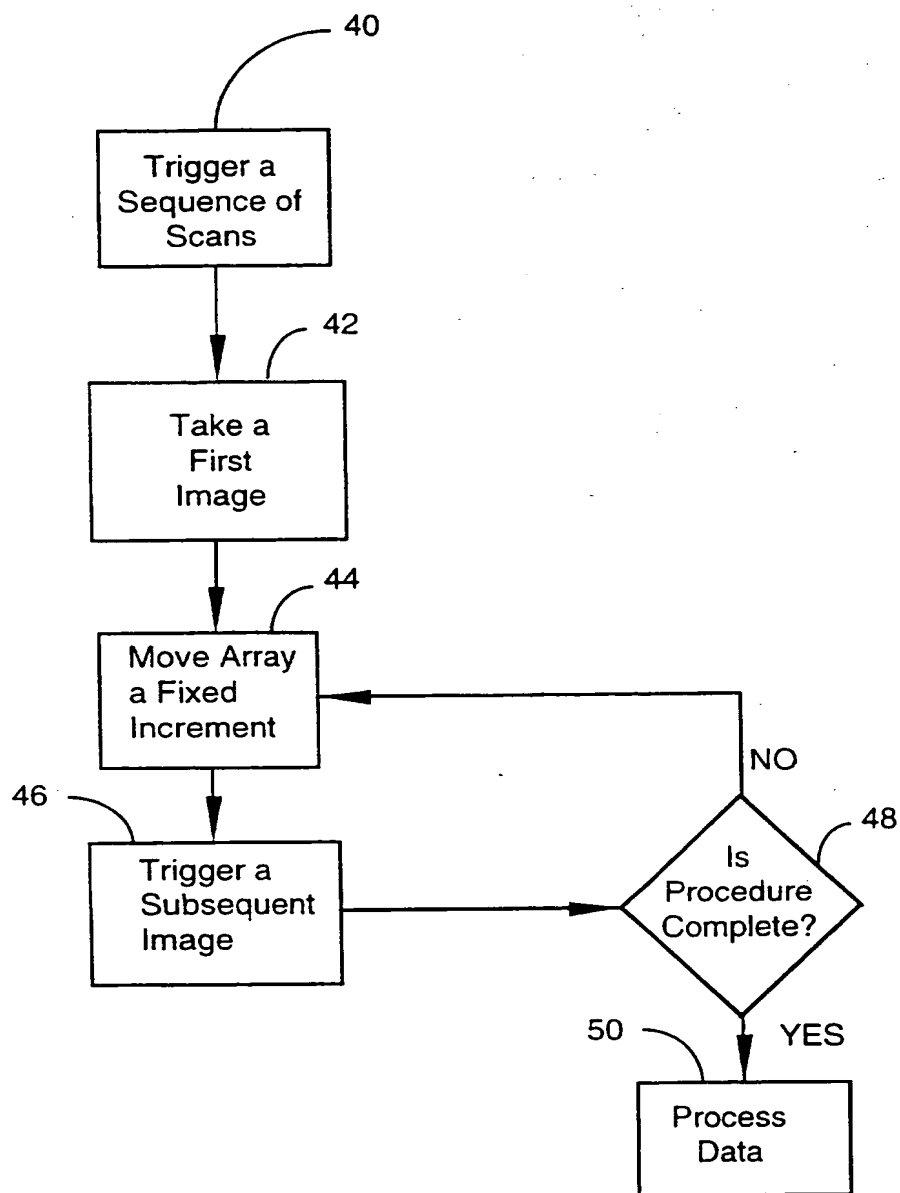 40
Trigger a
Sequence of
Scans
42
Take a
First
Image
44
Move Array
a Fixed
Increment
NO
46
Trigger a
Subsequent
Image
48
Is
Procedure
Complete?
YES
50
Process
Data